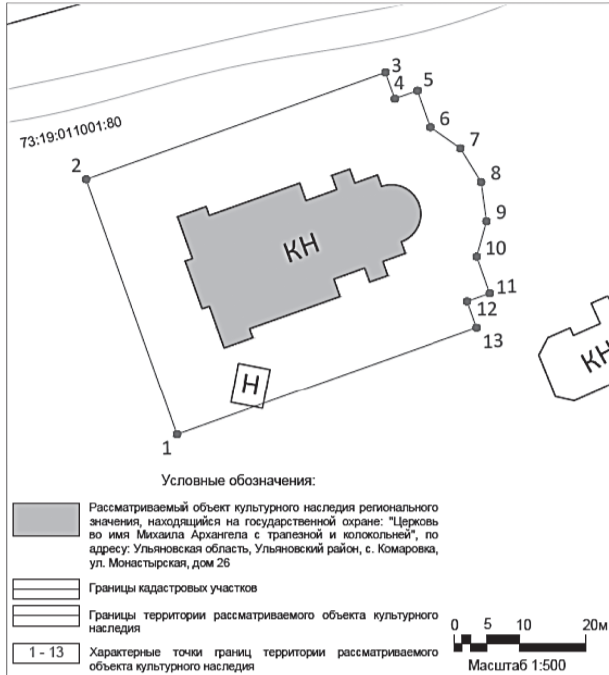 3
4
5
6
73:19:011001:80
7
2
8
9
КН
10
11
12
13
КН
Н
1
Условные обозначения:
Рассматриваемый объект культурного наследия регионального
значения, находящийся на государственной охране: "Церковь
во имя Михаила Архангела с трапезной и колокольней", по
адресу: Ульяновская область, Ульяновский район, с. Комаровка,
ул. Монастырская, дом 26
Границы кадастровых участков
Границы территории рассматриваемого объекта культурного
наследия
1 - 13 Характерные точки границ территории рассматриваемого
объекта культурного наследия
0 5 10 20м
Масштаб 1:500